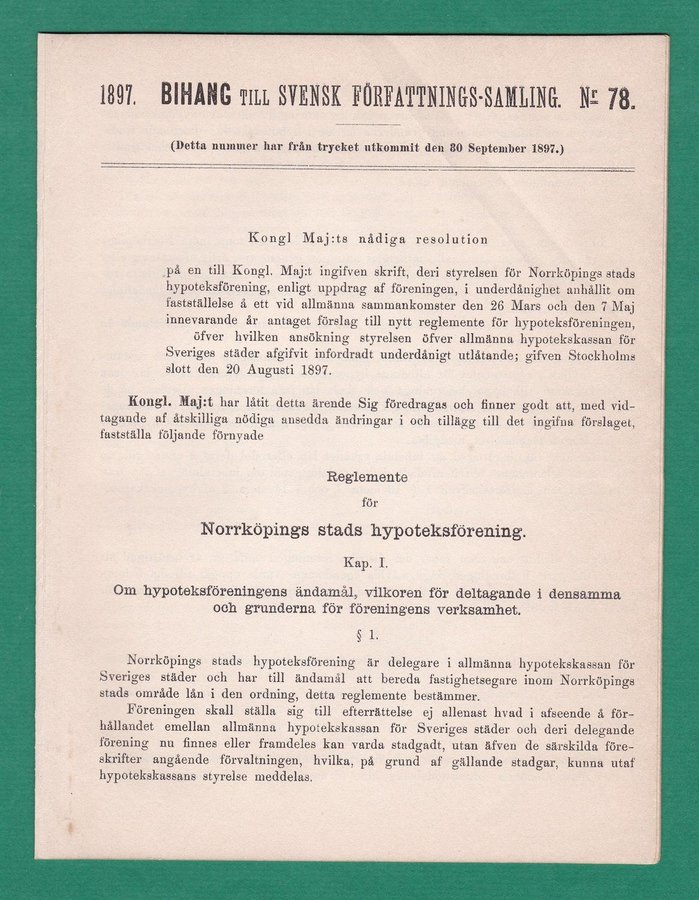 1897. BIHANG TILL SVENSK FÖRFATTNINGS-SAMLING. Nr 78.
(Detta nummer har från trycket utkommit den 30 September 1897.)
Kongl Maj:ts nådiga resolution
på en till Kongl. Maj:t ingifven skrift, deri styrelsen för Norrköpings stads
hypoteksförening, enligt uppdrag af föreningen, i underdånighet anhållit om
fastställelse å ett vid allmänna sammankomster den 26 Mars och den 7 Maj
innevarande år antaget förslag till nytt reglemente för hypoteksföreningen,
öfver hvilken ansökning styrelsen öfver allmänna hypotekskassan för
Sveriges städer afgifvit infordradt underdånigt utlåtande; gifven Stockholms
slott den 20 Augusti 1897.
Kongl. Maj:t har låtit detta ärende Sig föredragas och finner godt att, med vid-
tagande af åtskilliga nödiga ansedda ändringar i och tillägg till det ingifna förslaget,
fastställa följande förnyade
Reglemente
för
Norrköpings stads hypoteksförening.
Kap. I.
Om hypoteksföreningens ändamål, vilkoren för deltagande i densamma
och grunderna för föreningens verksamhet.
§ 1.
Norrköpings stads hypoteksförening är delegare i allmänna hypotekskassan för
Sveriges städer och har till ändamål att bereda fastighetsegare inom Norrköpings
stads område lån i den ordning, detta reglemente bestämmer.
Föreningen skall ställa sig till efterrättelse ej allenast hvad i afseende å för-
hållandet emellan allmänna hypotekskassan för Sveriges städer och deri delegande
förening nu finnes eller framdeles kan varda stadgadt, utan äfven de särskilda före-
skrifter angående förvaltningen, hvilka, på grund af gällande stadgar, kunna utaf
hypotekskassans styrelse meddelas.